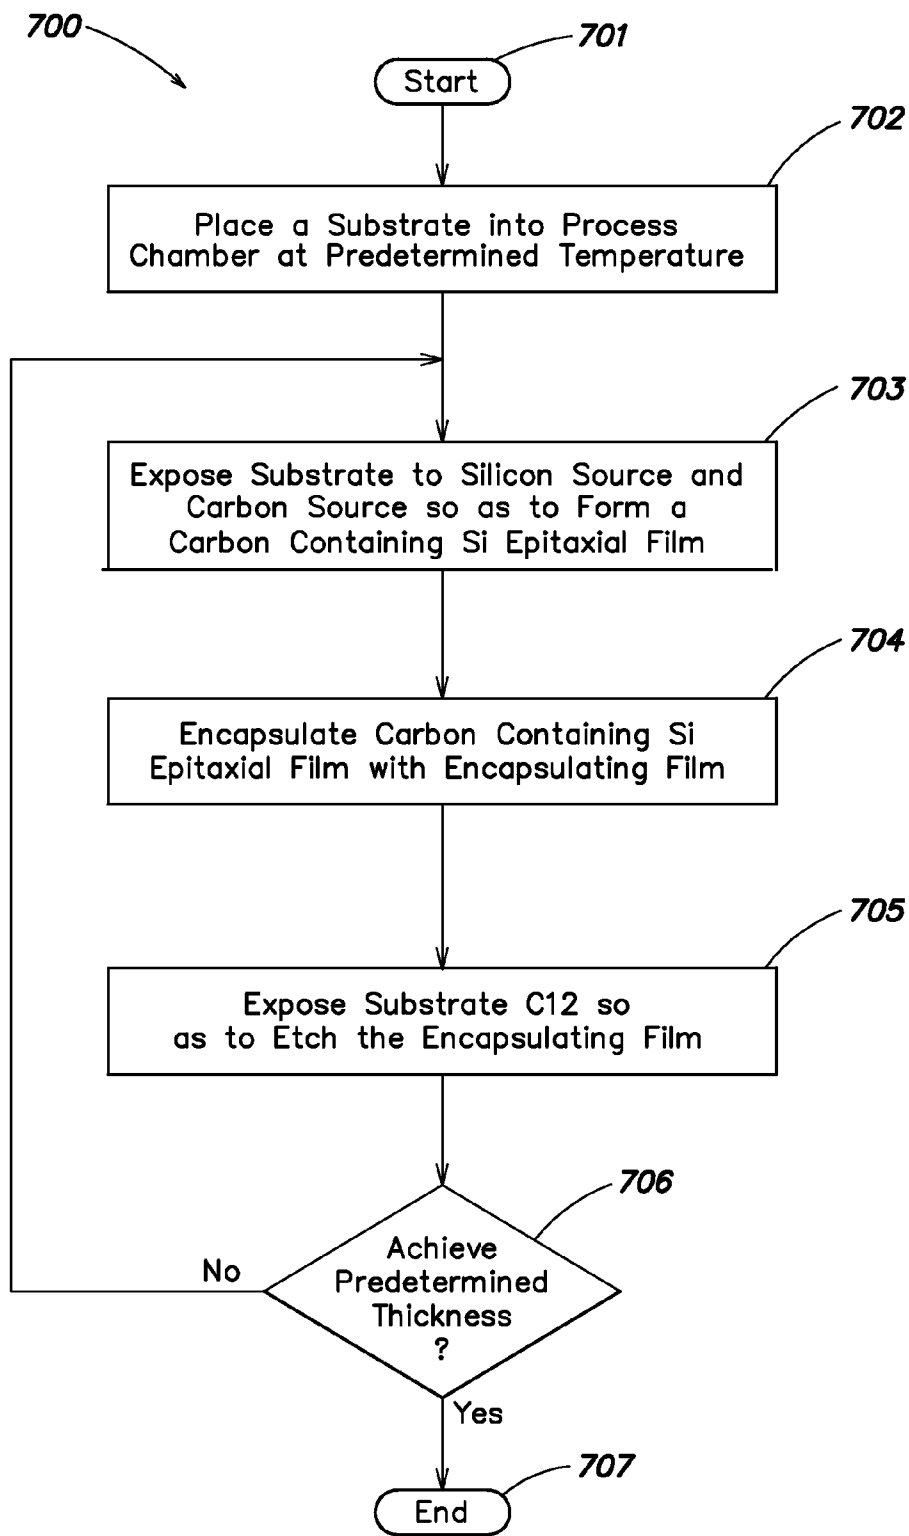 700
701
Start
702
Place a Substrate into Process
Chamber at Predetermined Temperature
703
Expose Substrate to Silicon Source and
Carbon Source so as to Form a
Carbon Containing Si Epitaxial Film
704
Encapsulate Carbon Containing Si
Epitaxial Film with Encapsulating Film
705
Expose Substrate C12 so
as to Etch the Encapsulating Film
706
Achieve
Predetermined
Thickness
?
No
Yes
707
End